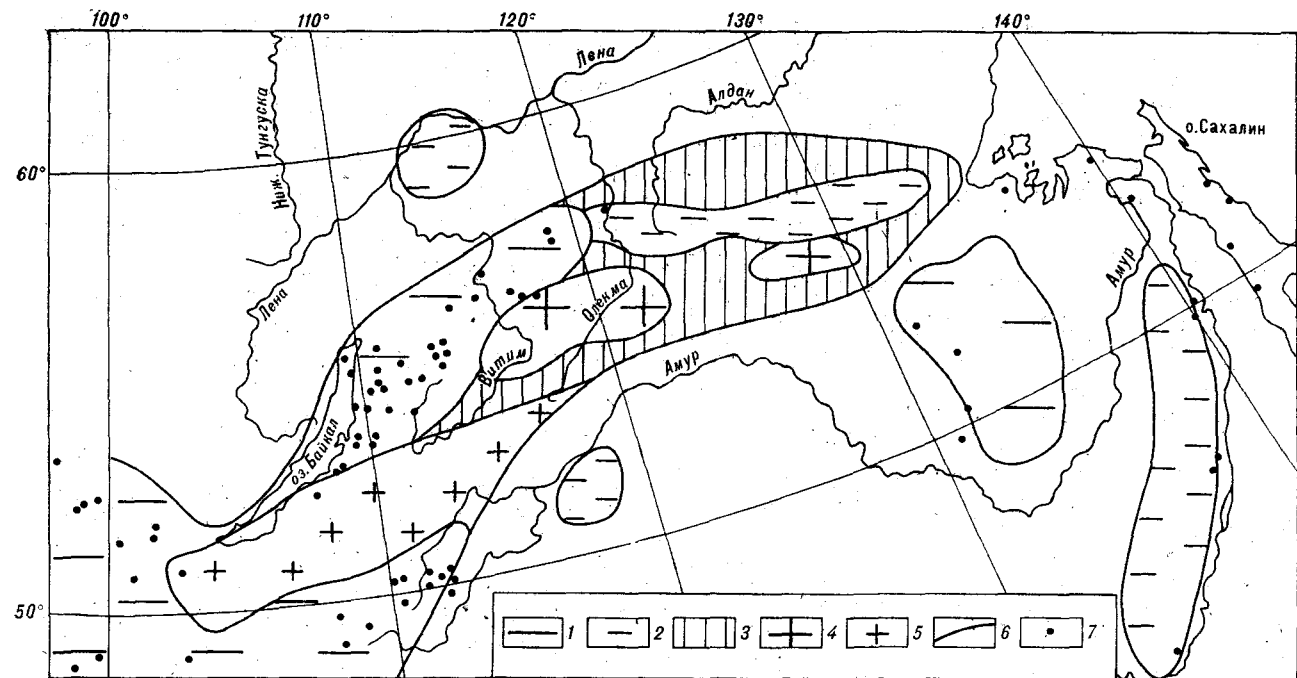 100° 110° 120° 130° 140°
Лена
Ниж. Тунгуска
Алдан
о. Сахалин
60°
Лена
Олекма
Амур
Витим
Амур
оз. Байкал
50°
1 2 3 4 5 6 7